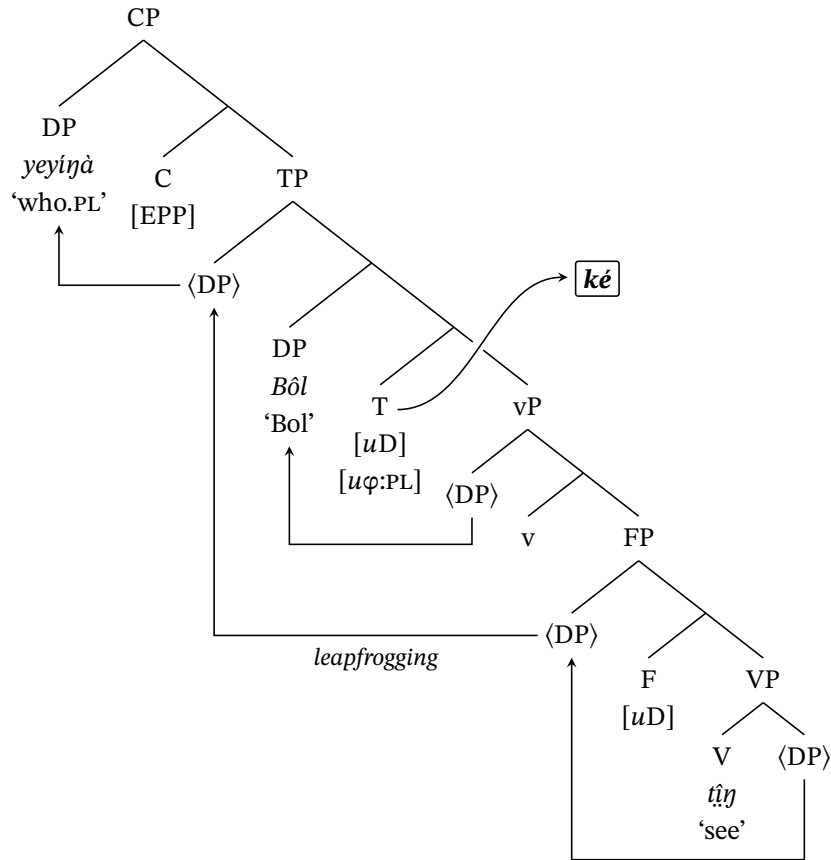 CP
DP
yeyíŋà
‘who.PL’
C
[EPP]
TP
⟨DP⟩
ké
DP
Bôl
‘Bol’
T
[uD]
[uφ:PL]
vP
⟨DP⟩
v
FP
⟨DP⟩
leapfrogging
F
[uD]
VP
V
tî̤ŋ
‘see’
⟨DP⟩